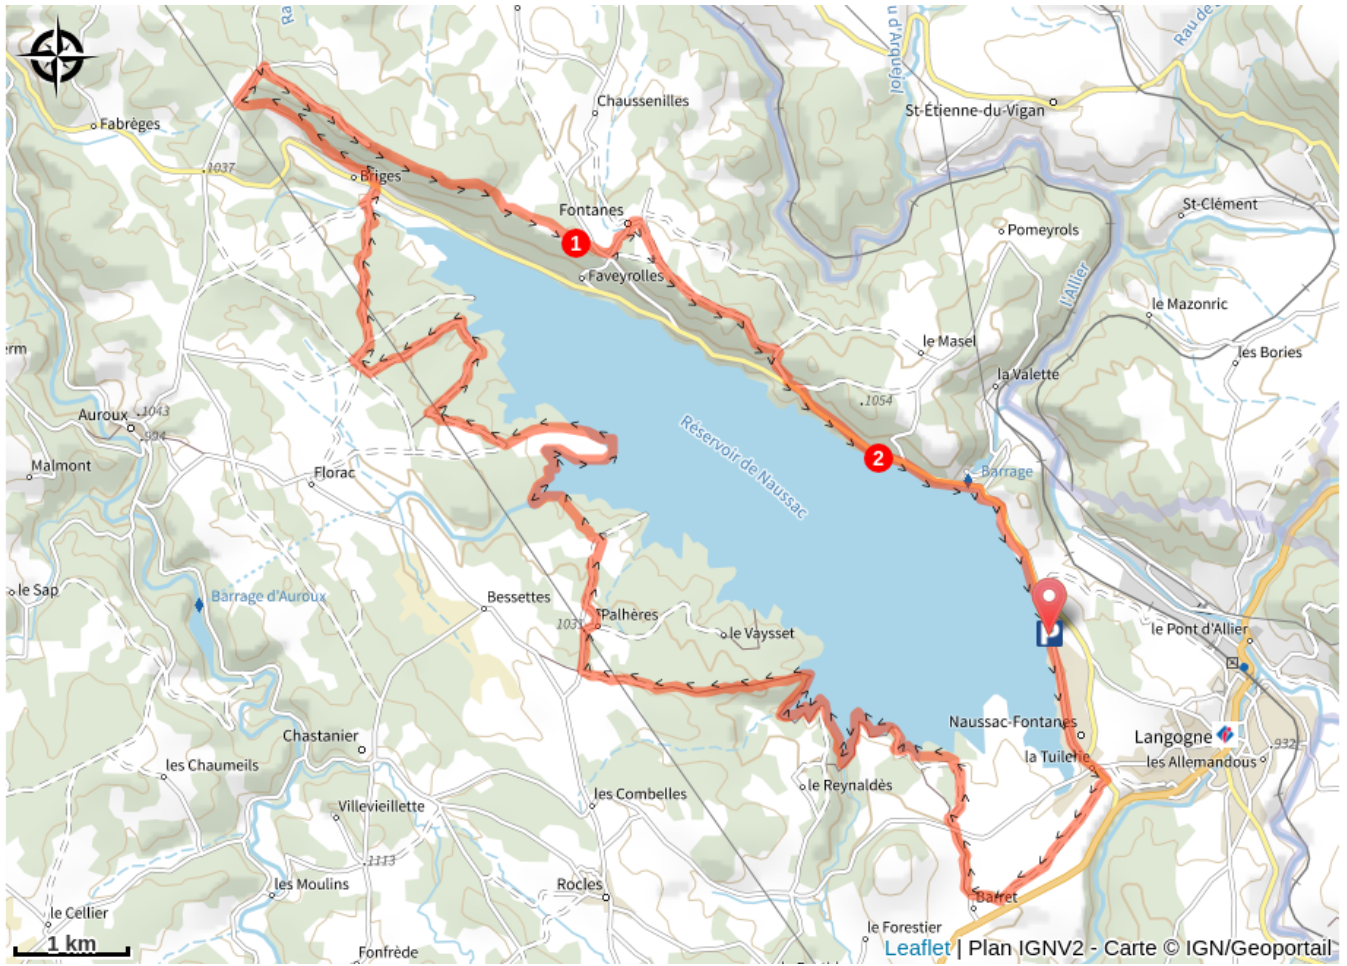 Ra
u d'Arquejol
Rau de
Chaussenilles
St-Étienne-du-Vigan
Fabrèges
1037
Briges
St-Clément
Fontanes
1
Pomeyrols
Faveyrolles
l'Allier
le Mazonric
erm
le Masel
les Bories
la Valette
Auroux
1043
994
1054
Réservoir de Naussac
2
Malmont
Florac
Barrage
le Sap
Barrage d'Auroux
Bessettes
1031
Palhères
le Vaysset
P
le Pont d'Allier
Naussac-Fontanes
Chastanier
Langogne
932
les Chaumeils
la Tuilerie
les Allemandous
le Reynaldès
les Combelles
Villevieillette
1113
les Moulins
Rocles
Barret
le Cellier
le Forestier
1 km
Fonfrède
Leaflet | Plan IGNV2 - Carte © IGN/Geoportail